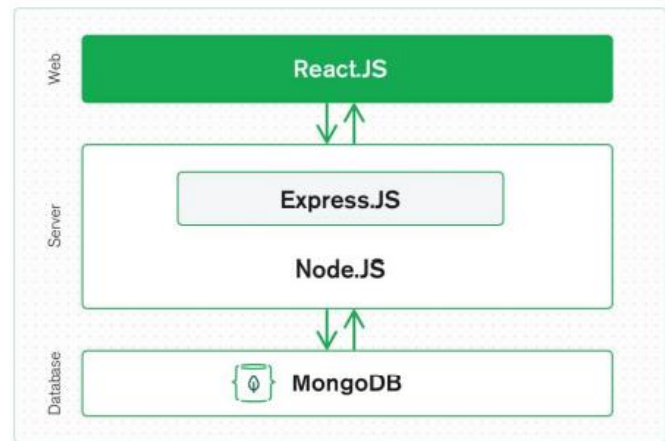 Web
React.JS
Server
Express.JS
Node.JS
Database
MongoDB